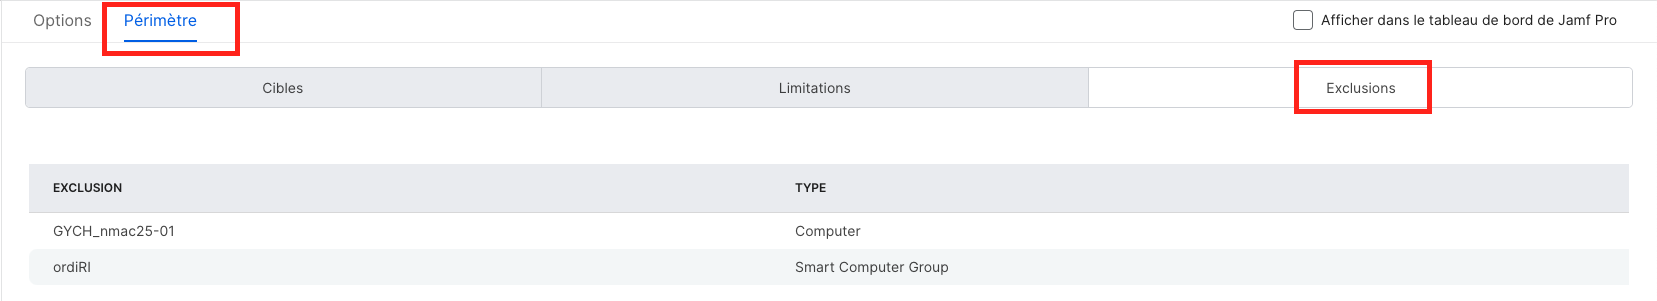 Options Périmètre Afficher dans le tableau de bord de Jamf Pro
Cibles Limitations Exclusions
EXCLUSION TYPE
GYCH_nmac25-01 Computer
ordiRI Smart Computer Group